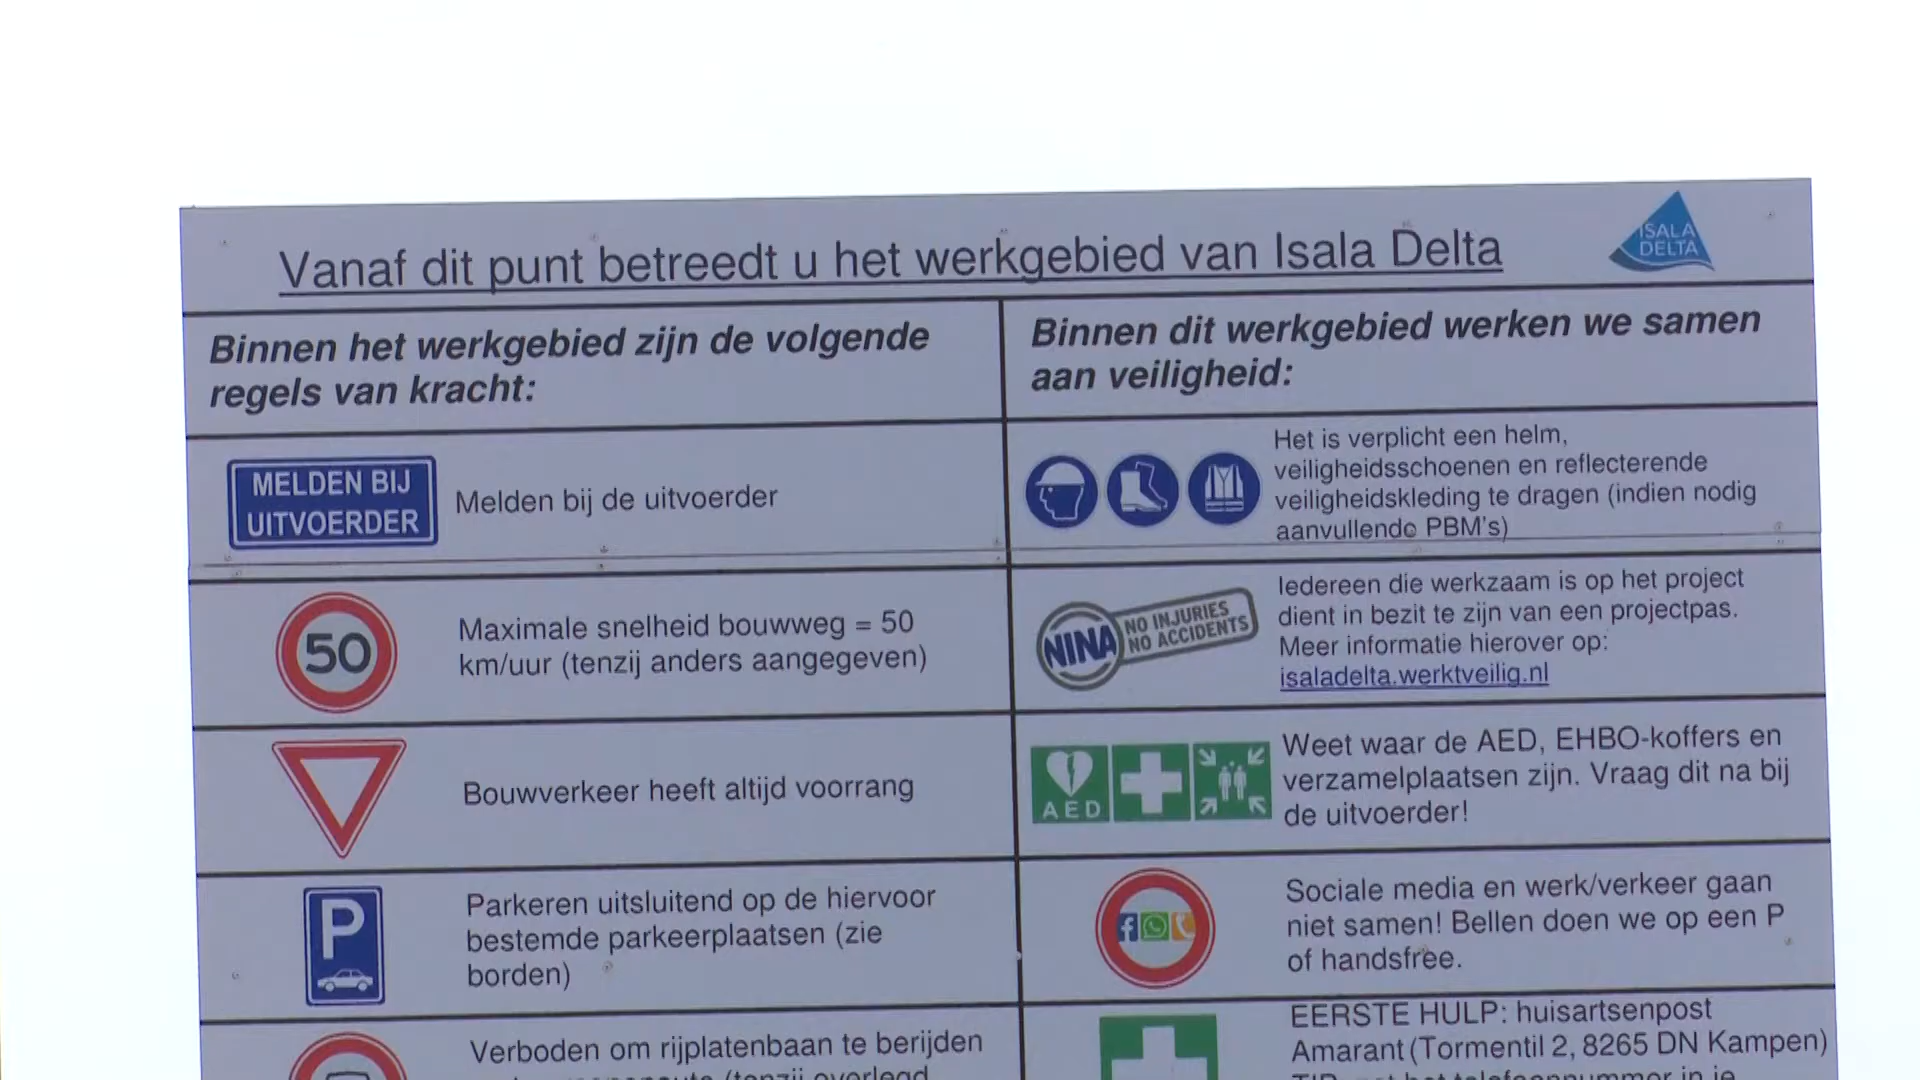 Vanaf dit punt betreedt u het werkgebied van Isala Delta
ISALA
DELTA
Binnen het werkgebied zijn de volgende
regels van kracht:
MELDEN BIJ
UITVOERDER
Melden bij de uitvoerder
50
Maximale snelheid bouwweg = 50
km/uur (tenzij anders aangegeven)
Bouwverkeer heeft altijd voorrang
P
Parkeren uitsluitend op de hiervoor
bestemde parkeerplaatsen (zie
borden)
Verboden om rijplatenbaan te berijden
(tenzij overleg
Binnen dit werkgebied werken we samen
aan veiligheid:
Het is verplicht een helm,
veiligheidsschoenen en reflecterende
veiligheidskleding te dragen (indien nodig
aanvullende PBM's)
NINA
NO INJURIES
NO ACCIDENTS
Iedereen die werkzaam is op het project
dient in bezit te zijn van een projectpas.
Meer informatie hierover op:
isaladelta.werktveilig.nl
AED
Weet waar de AED, EHBO-koffers en
verzamelplaatsen zijn. Vraag dit na bij
de uitvoerder!
Sociale media en werk/verkeer gaan
niet samen! Bellen doen we op een P
of handsfree.
EERSTE HULP: huisartsenpost
Amarant (Tormentil 2, 8265 DN Kampen)
het telefoonnummer in je